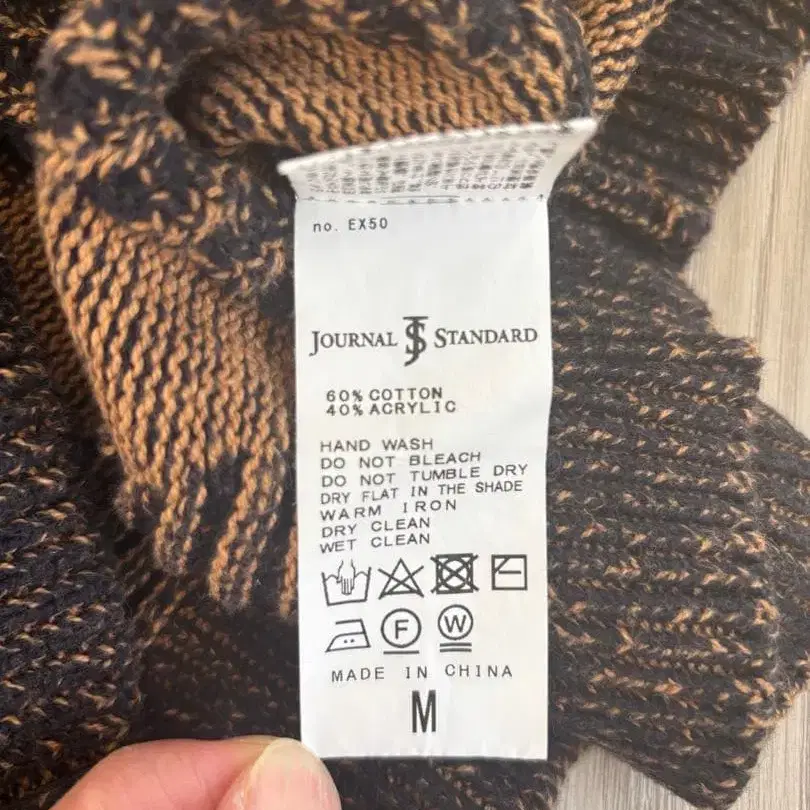 no. EX50
JOURNAL JS STANDARD
60% COTTON
40% ACRYLIC
HAND WASH
DO NOT BLEACH
DO NOT TUMBLE DRY
DRY FLAT IN THE SHADE
WARM IRON
DRY CLEAN
WET CLEAN
F W
MADE IN CHINA
M